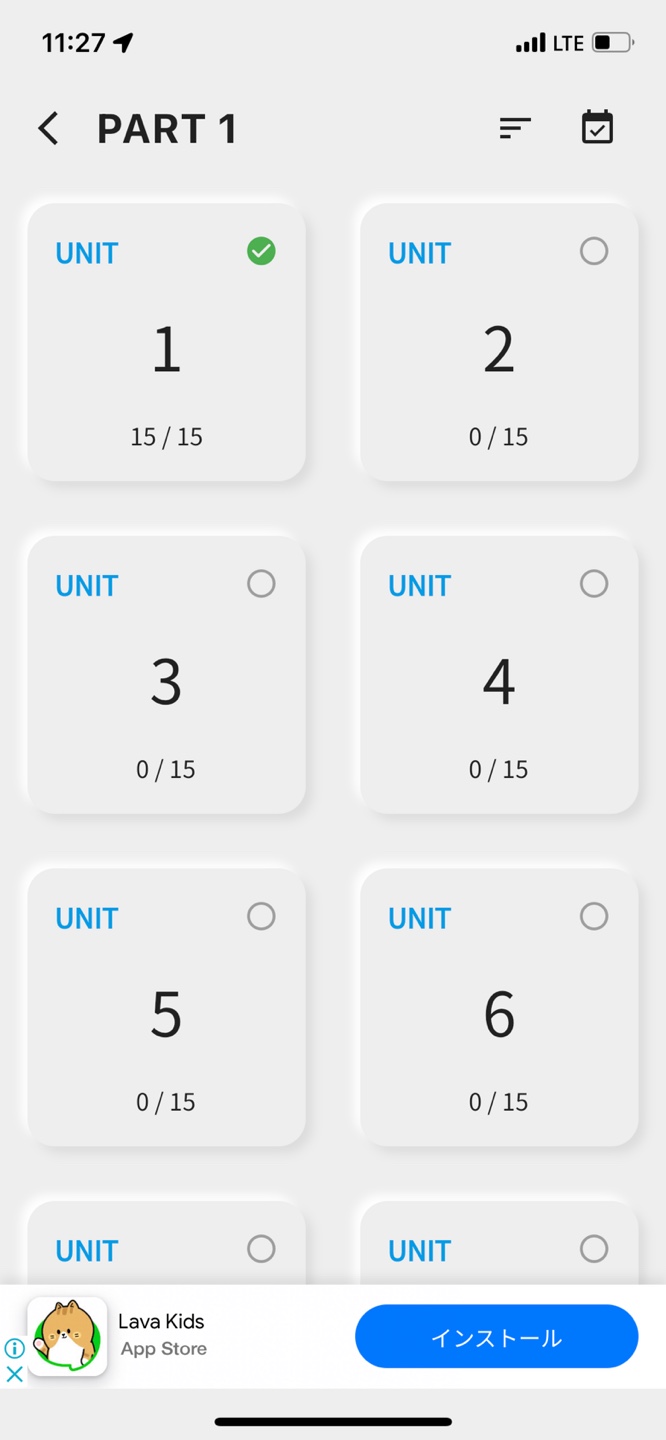 11:27
LTE
PART 1
UNIT
1
15 / 15
UNIT
2
0 / 15
UNIT
3
0 / 15
UNIT
4
0 / 15
UNIT
5
0 / 15
UNIT
6
0 / 15
UNIT
UNIT
Lava Kids
App Store
インストール